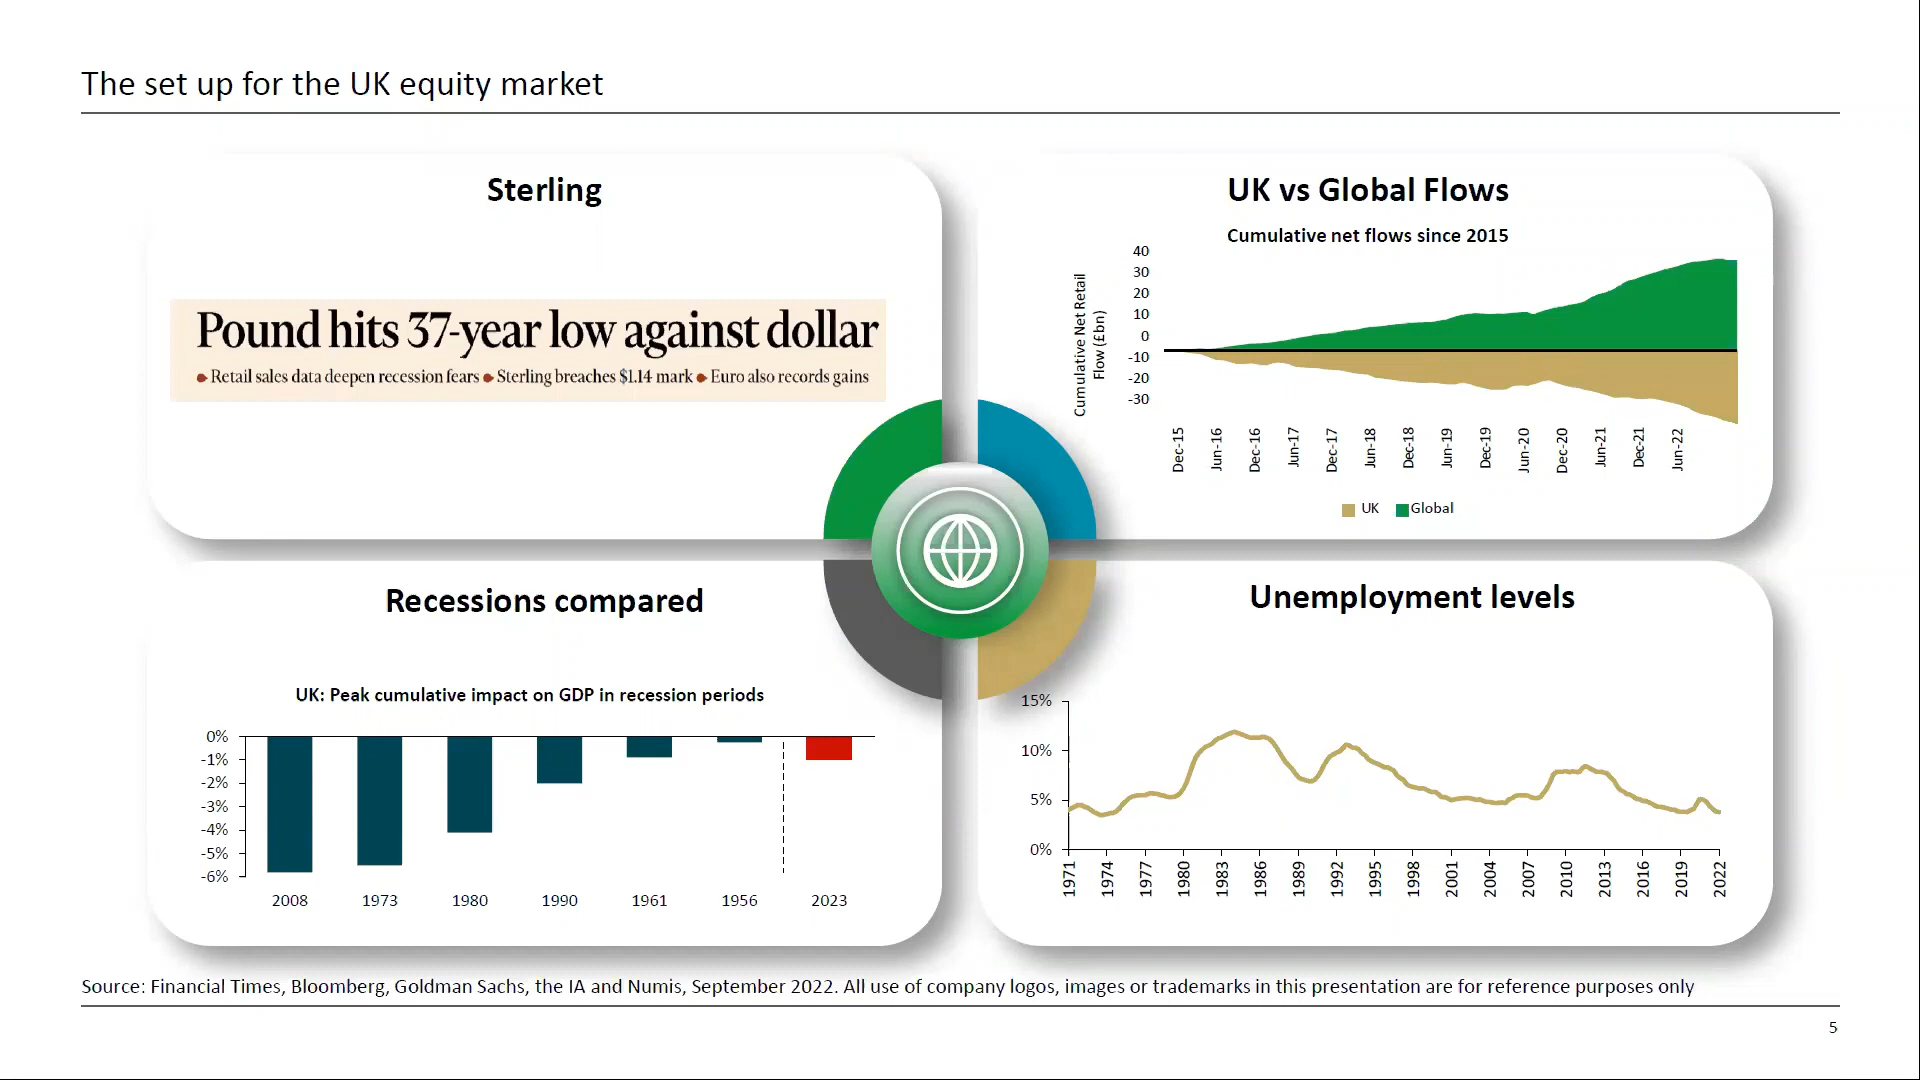 The set up for the UK equity market
Sterling
Pound hits 37-year low against dollar
● Retail sales data deepen recession fears ● Sterling breaches $1.14 mark ● Euro also records gains
UK vs Global Flows
Cumulative net flows since 2015
Cumulative Net Retail
Flow (£bn)
40
30
20
10
0
-10
-20
-30
Dec-15
Jun-16
Dec-16
Jun-17
Dec-17
Jun-18
Dec-18
Jun-19
Dec-19
Jun-20
Dec-20
Jun-21
Dec-21
Jun-22
UK Global
Recessions compared
UK: Peak cumulative impact on GDP in recession periods
0%
-1%
-2%
-3%
-4%
-5%
-6%
2008 1973 1980 1990 1961 1956 2023
Unemployment levels
15%
10%
5%
0%
1971
1974
1977
1980
1983
1986
1989
1992
1995
1998
2001
2004
2007
2010
2013
2016
2019
2022
Source: Financial Times, Bloomberg, Goldman Sachs, the IA and Numis, September 2022. All use of company logos, images or trademarks in this presentation are for reference purposes only
5